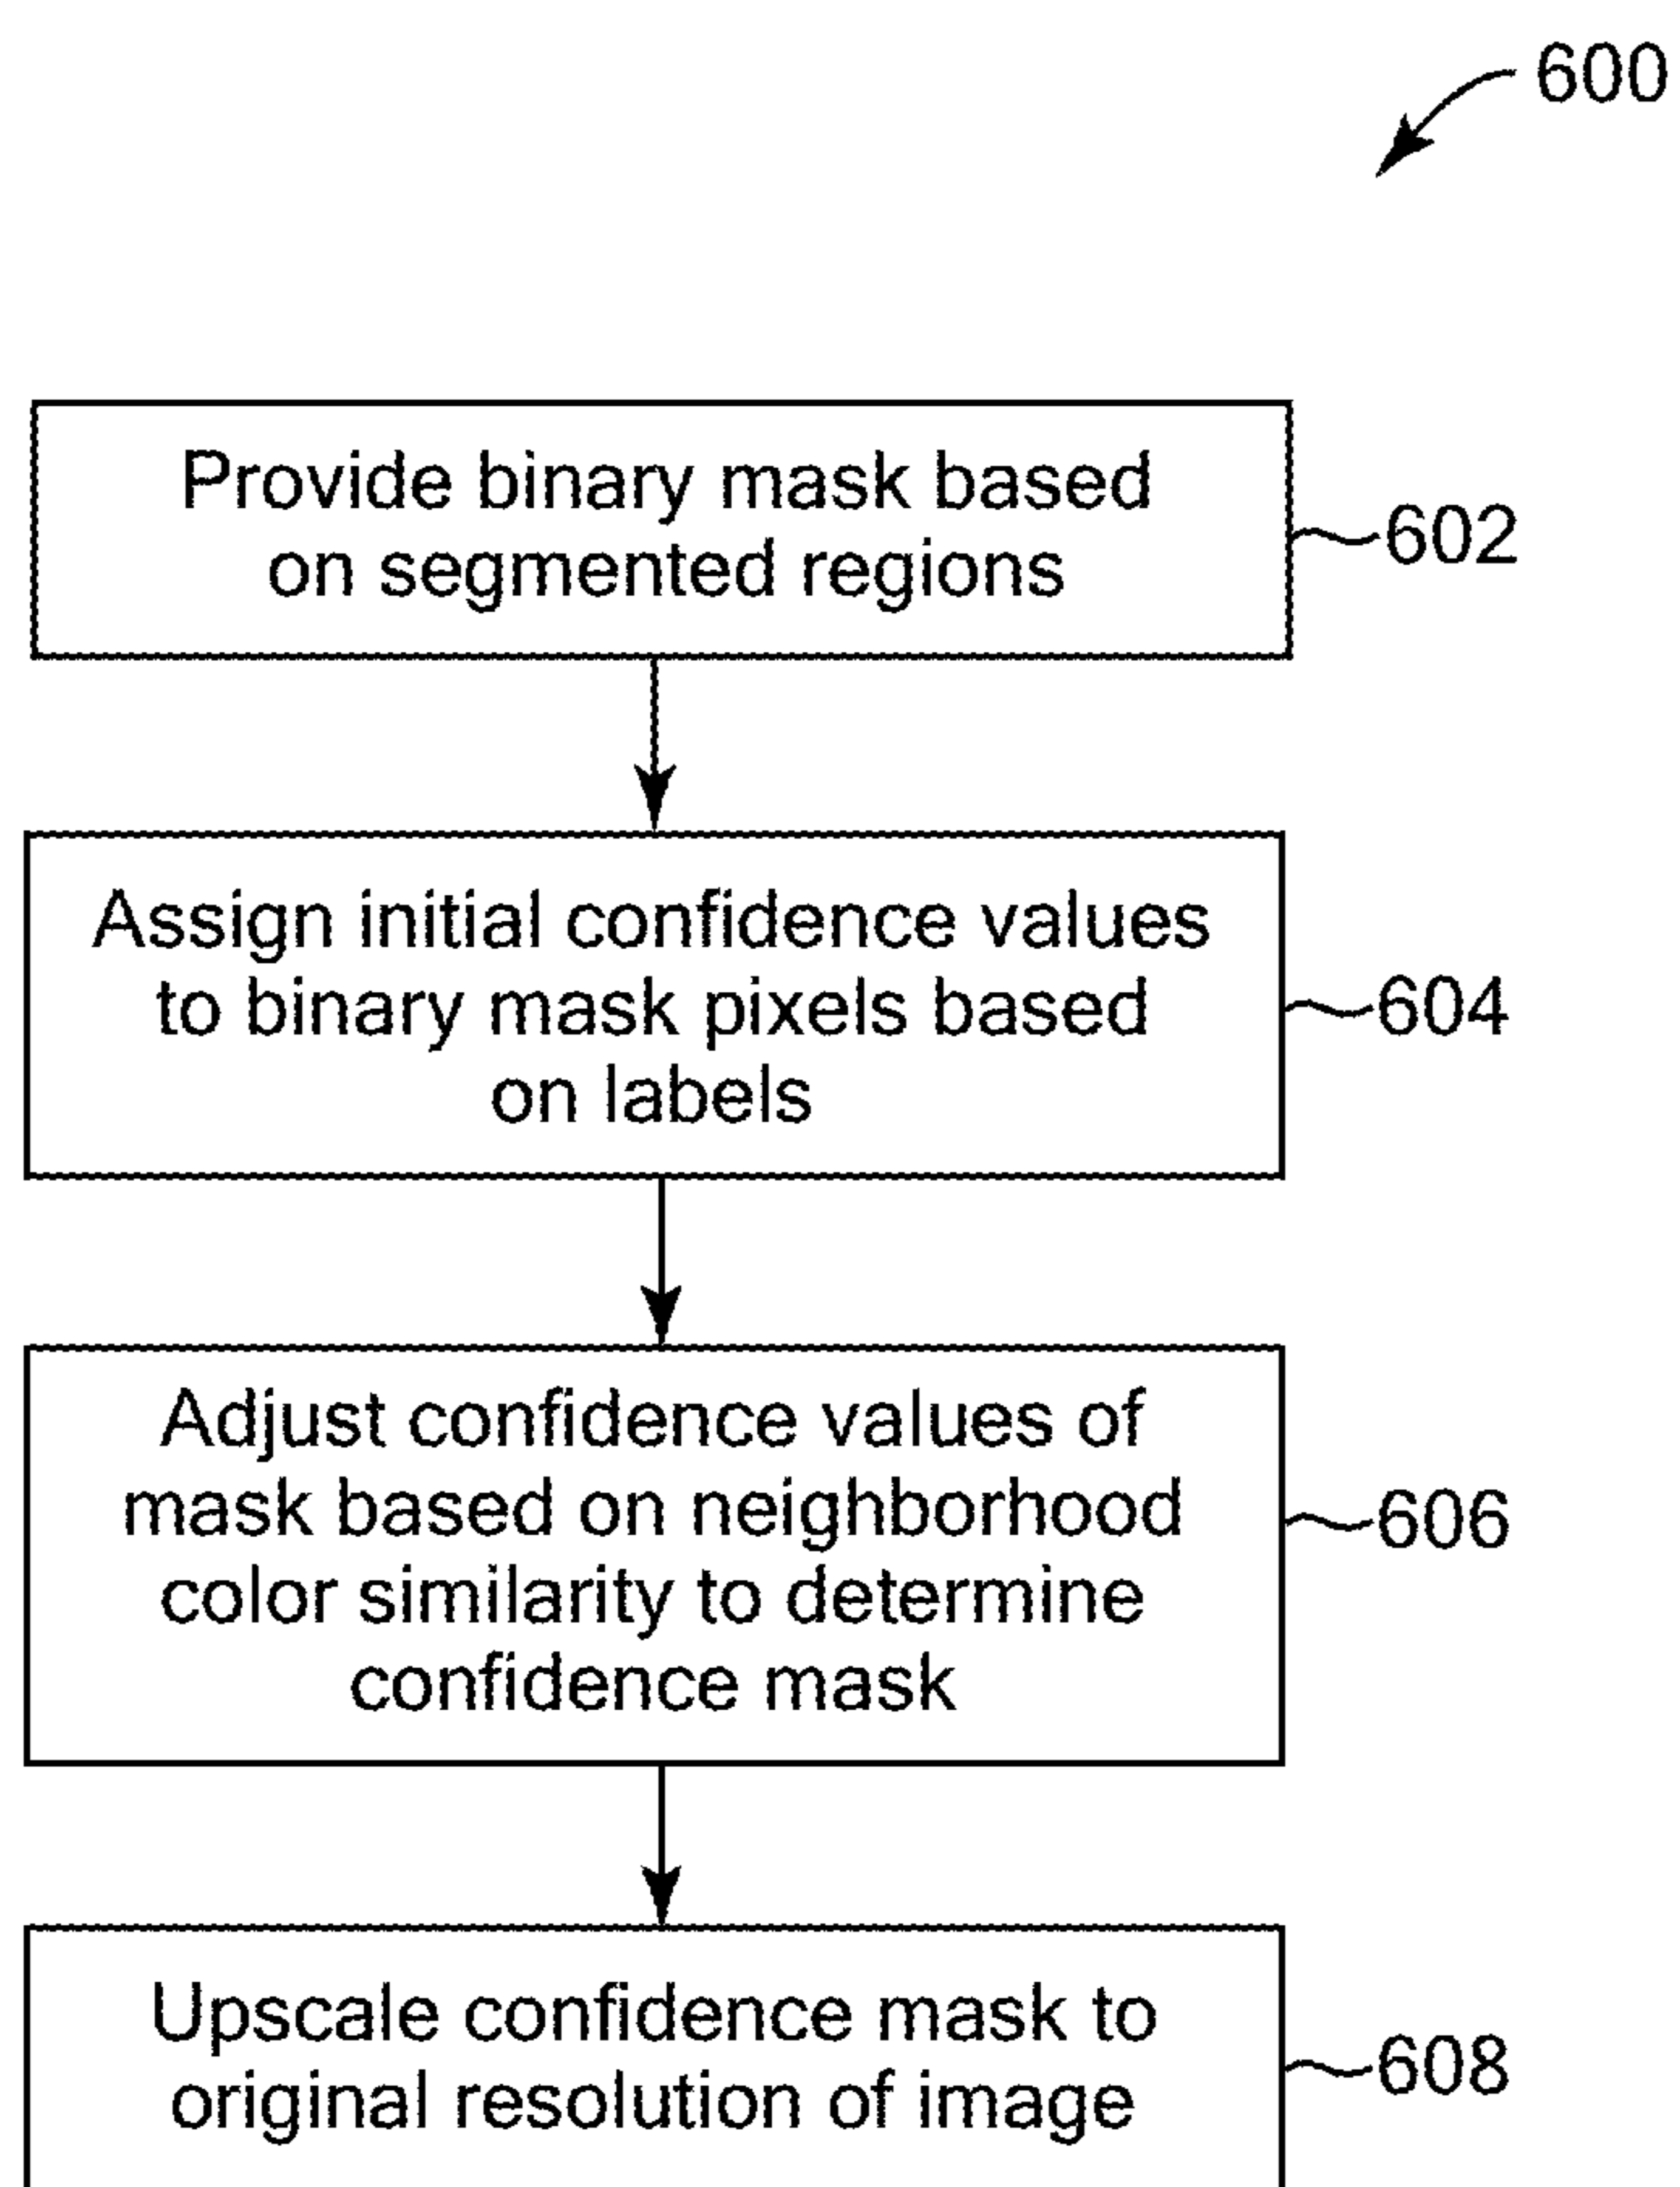 600
Provide binary mask based
on segmented regions
602
Assign initial confidence values
to binary mask pixels based
on labels
604
Adjust confidence values of
mask based on neighborhood
color similarity to determine
confidence mask
606
Upscale confidence mask to
original resolution of image
608